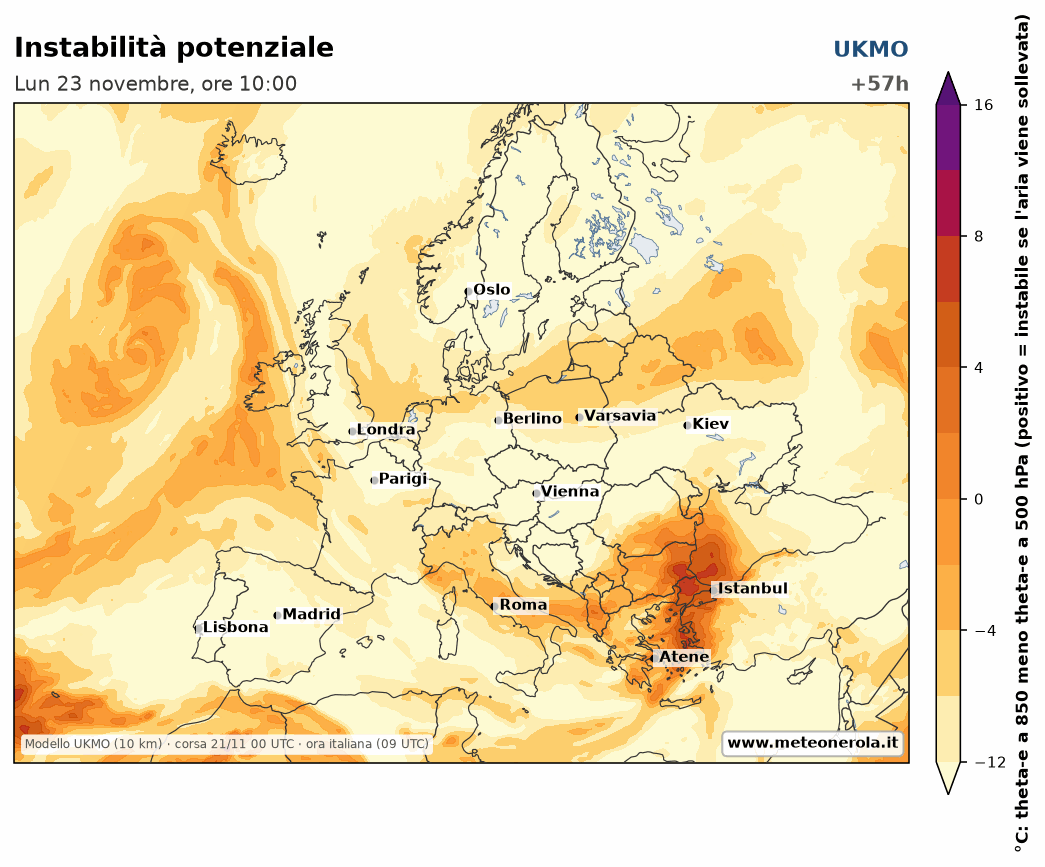 Instabilità potenziale
UKMO
Lun 23 novembre, ore 10:00
+57h
Oslo
Berlino
Varsavia
Kiev
Londra
Parigi
Vienna
Istanbul
Roma
Madrid
Lisbona
Atene
Modello UKMO (10 km) · corsa 21/11 00 UTC · ora italiana (09 UTC)
www.meteonerola.it
16
8
4
0
−4
−12
°C: theta-e a 850 meno theta-e a 500 hPa (positivo = instabile se l'aria viene sollevata)